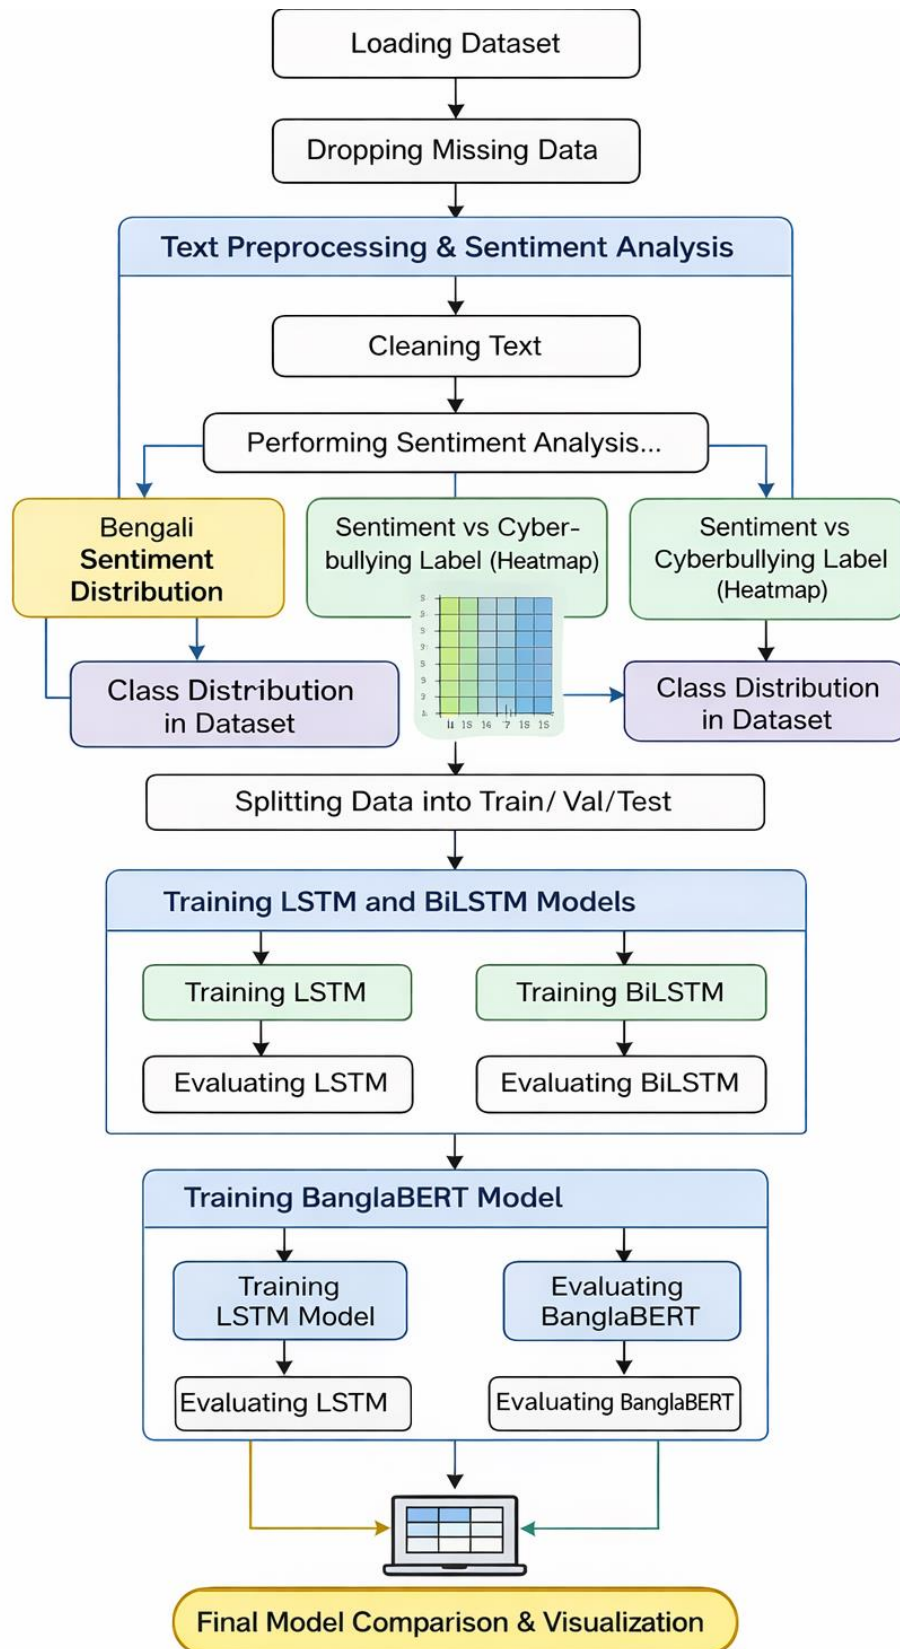 Loading Dataset
Dropping Missing Data
Text Preprocessing & Sentiment Analysis
Cleaning Text
Performing Sentiment Analysis...
Bengali
Sentiment
Distribution
Sentiment vs Cyber-
bullying Label (Heatmap)
Sentiment vs
Cyberbullying Label
(Heatmap)
Class Distribution
in Dataset
Class Distribution
in Dataset
Splitting Data into Train/ Val/Test
Training LSTM and BiLSTM Models
Training LSTM
Training BiLSTM
Evaluating LSTM
Evaluating BiLSTM
Training BanglaBERT Model
Training
LSTM Model
Evaluating
BanglaBERT
Evaluating LSTM
Evaluating BanglaBERT
Final Model Comparison & Visualization